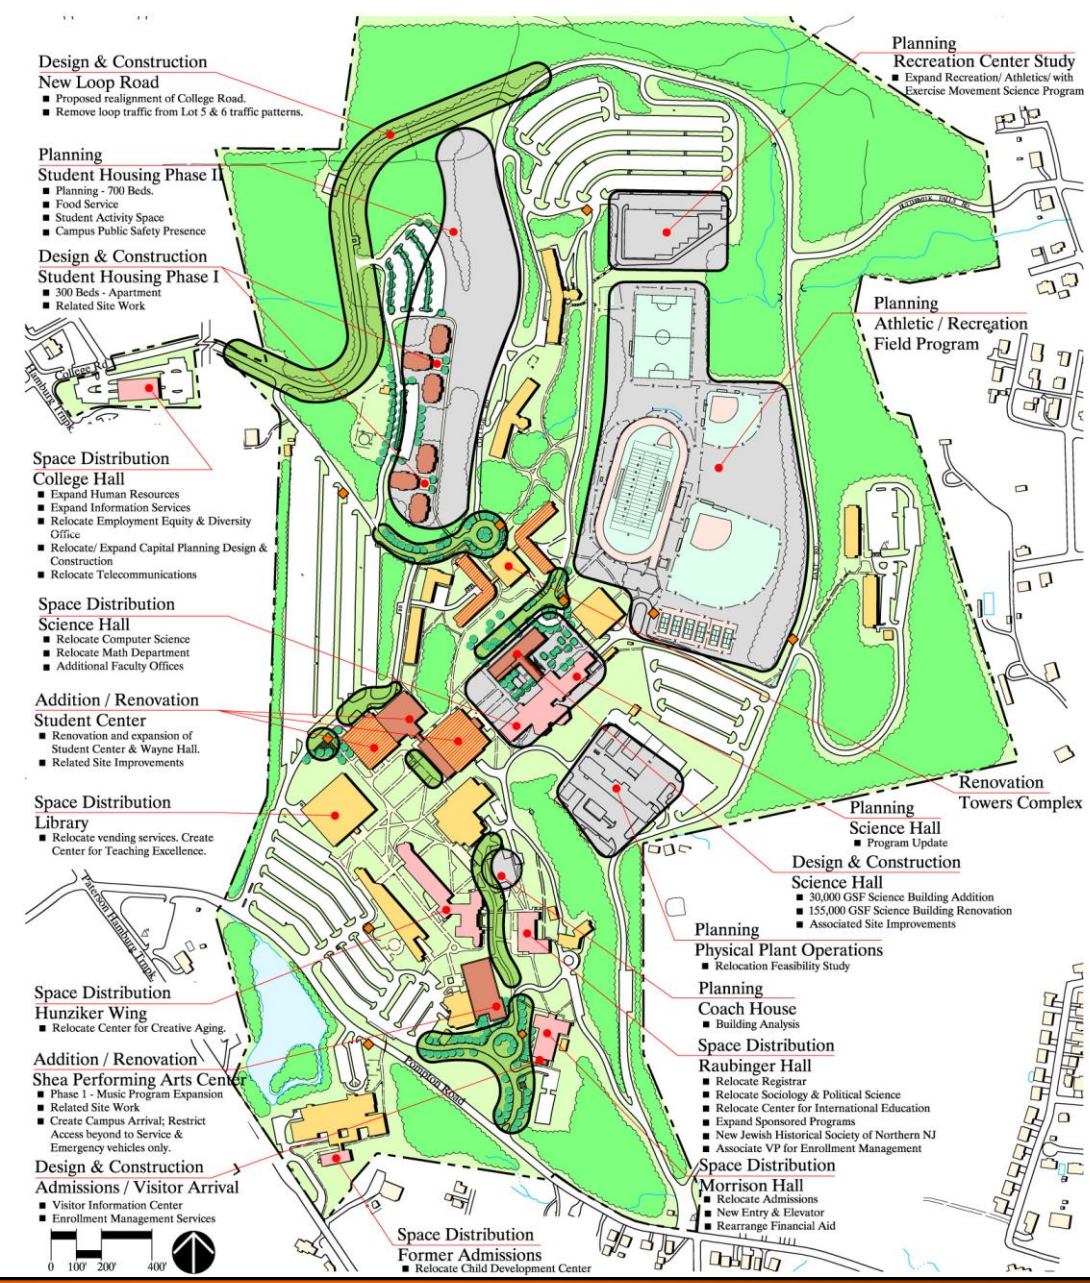 Design & Construction
New Loop Road
■ Proposed realignment of College Road.
■ Remove loop traffic from Lot 5 & 6 traffic patterns.
Planning
Student Housing Phase II
■ Planning - 700 Beds.
■ Food Service
■ Student Activity Space
■ Campus Public Safety Presence
Design & Construction
Student Housing Phase I
■ 300 Beds - Apartment
■ Related Site Work
College Rd
Hamburg Trnpk.
Space Distribution
College Hall
■ Expand Human Resources
■ Expand Information Services
■ Relocate Employment Equity & Diversity
Office
■ Relocate/ Expand Capital Planning Design &
Construction
■ Relocate Telecommunications
Space Distribution
Science Hall
■ Relocate Computer Science
■ Relocate Math Department
■ Additional Faculty Offices
Addition / Renovation
Student Center
■ Renovation and expansion of
Student Center & Wayne Hall.
■ Related Site Improvements
Space Distribution
Library
■ Relocate vending services. Create
Center for Teaching Excellence.
Paterson Hamburg Trnpk.
Space Distribution
Hunziker Wing
■ Relocate Center for Creative Aging.
Addition / Renovation
Shea Performing Arts Center
■ Phase 1 - Music Program Expansion
■ Related Site Work
■ Create Campus Arrival; Restrict
Access beyond to Service &
Emergency vehicles only.
Design & Construction
Admissions / Visitor Arrival
■ Visitor Information Center
■ Enrollment Management Services
0 100' 200' 400'
Pompton Road
Space Distribution
Former Admissions
■ Relocate Child Development Center
Planning
Recreation Center Study
■ Expand Recreation/ Athletics/ with
Exercise Movement Science Program
Planning
Athletic / Recreation
Field Program
Renovation
Towers Complex
Planning
Science Hall
■ Program Update
Design & Construction
Science Hall
■ 30,000 GSF Science Building Addition
■ 155,000 GSF Science Building Renovation
■ Associated Site Improvements
Planning
Physical Plant Operations
■ Relocation Feasibility Study
Planning
Coach House
■ Building Analysis
Space Distribution
Raubinger Hall
■ Relocate Registrar
■ Relocate Sociology & Political Science
■ Relocate Center for International Education
■ Expand Sponsored Programs
■ New Jewish Historical Society of Northern NJ
■ Associate VP for Enrollment Management
Space Distribution
Morrison Hall
■ Relocate Admissions
■ New Entry & Elevator
■ Rearrange Financial Aid